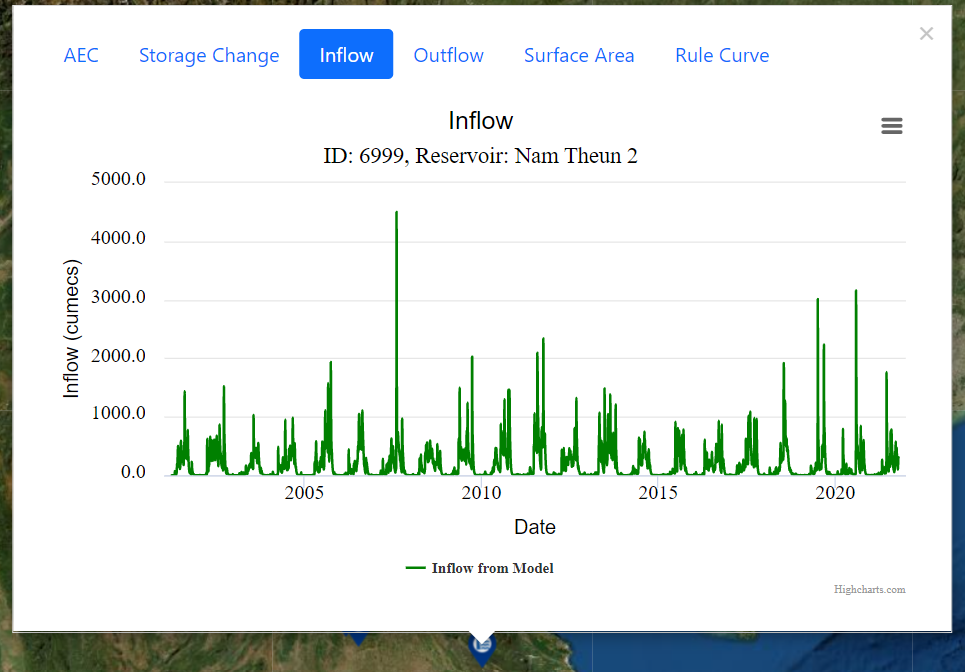 ×
AEC Storage Change Inflow Outflow Surface Area Rule Curve
Inflow
ID: 6999, Reservoir: Nam Theun 2
5000.0
4000.0
3000.0
2000.0
1000.0
0.0
Inflow (cumecs)
2005 2010 2015 2020
Date
Inflow from Model
Highcharts.com